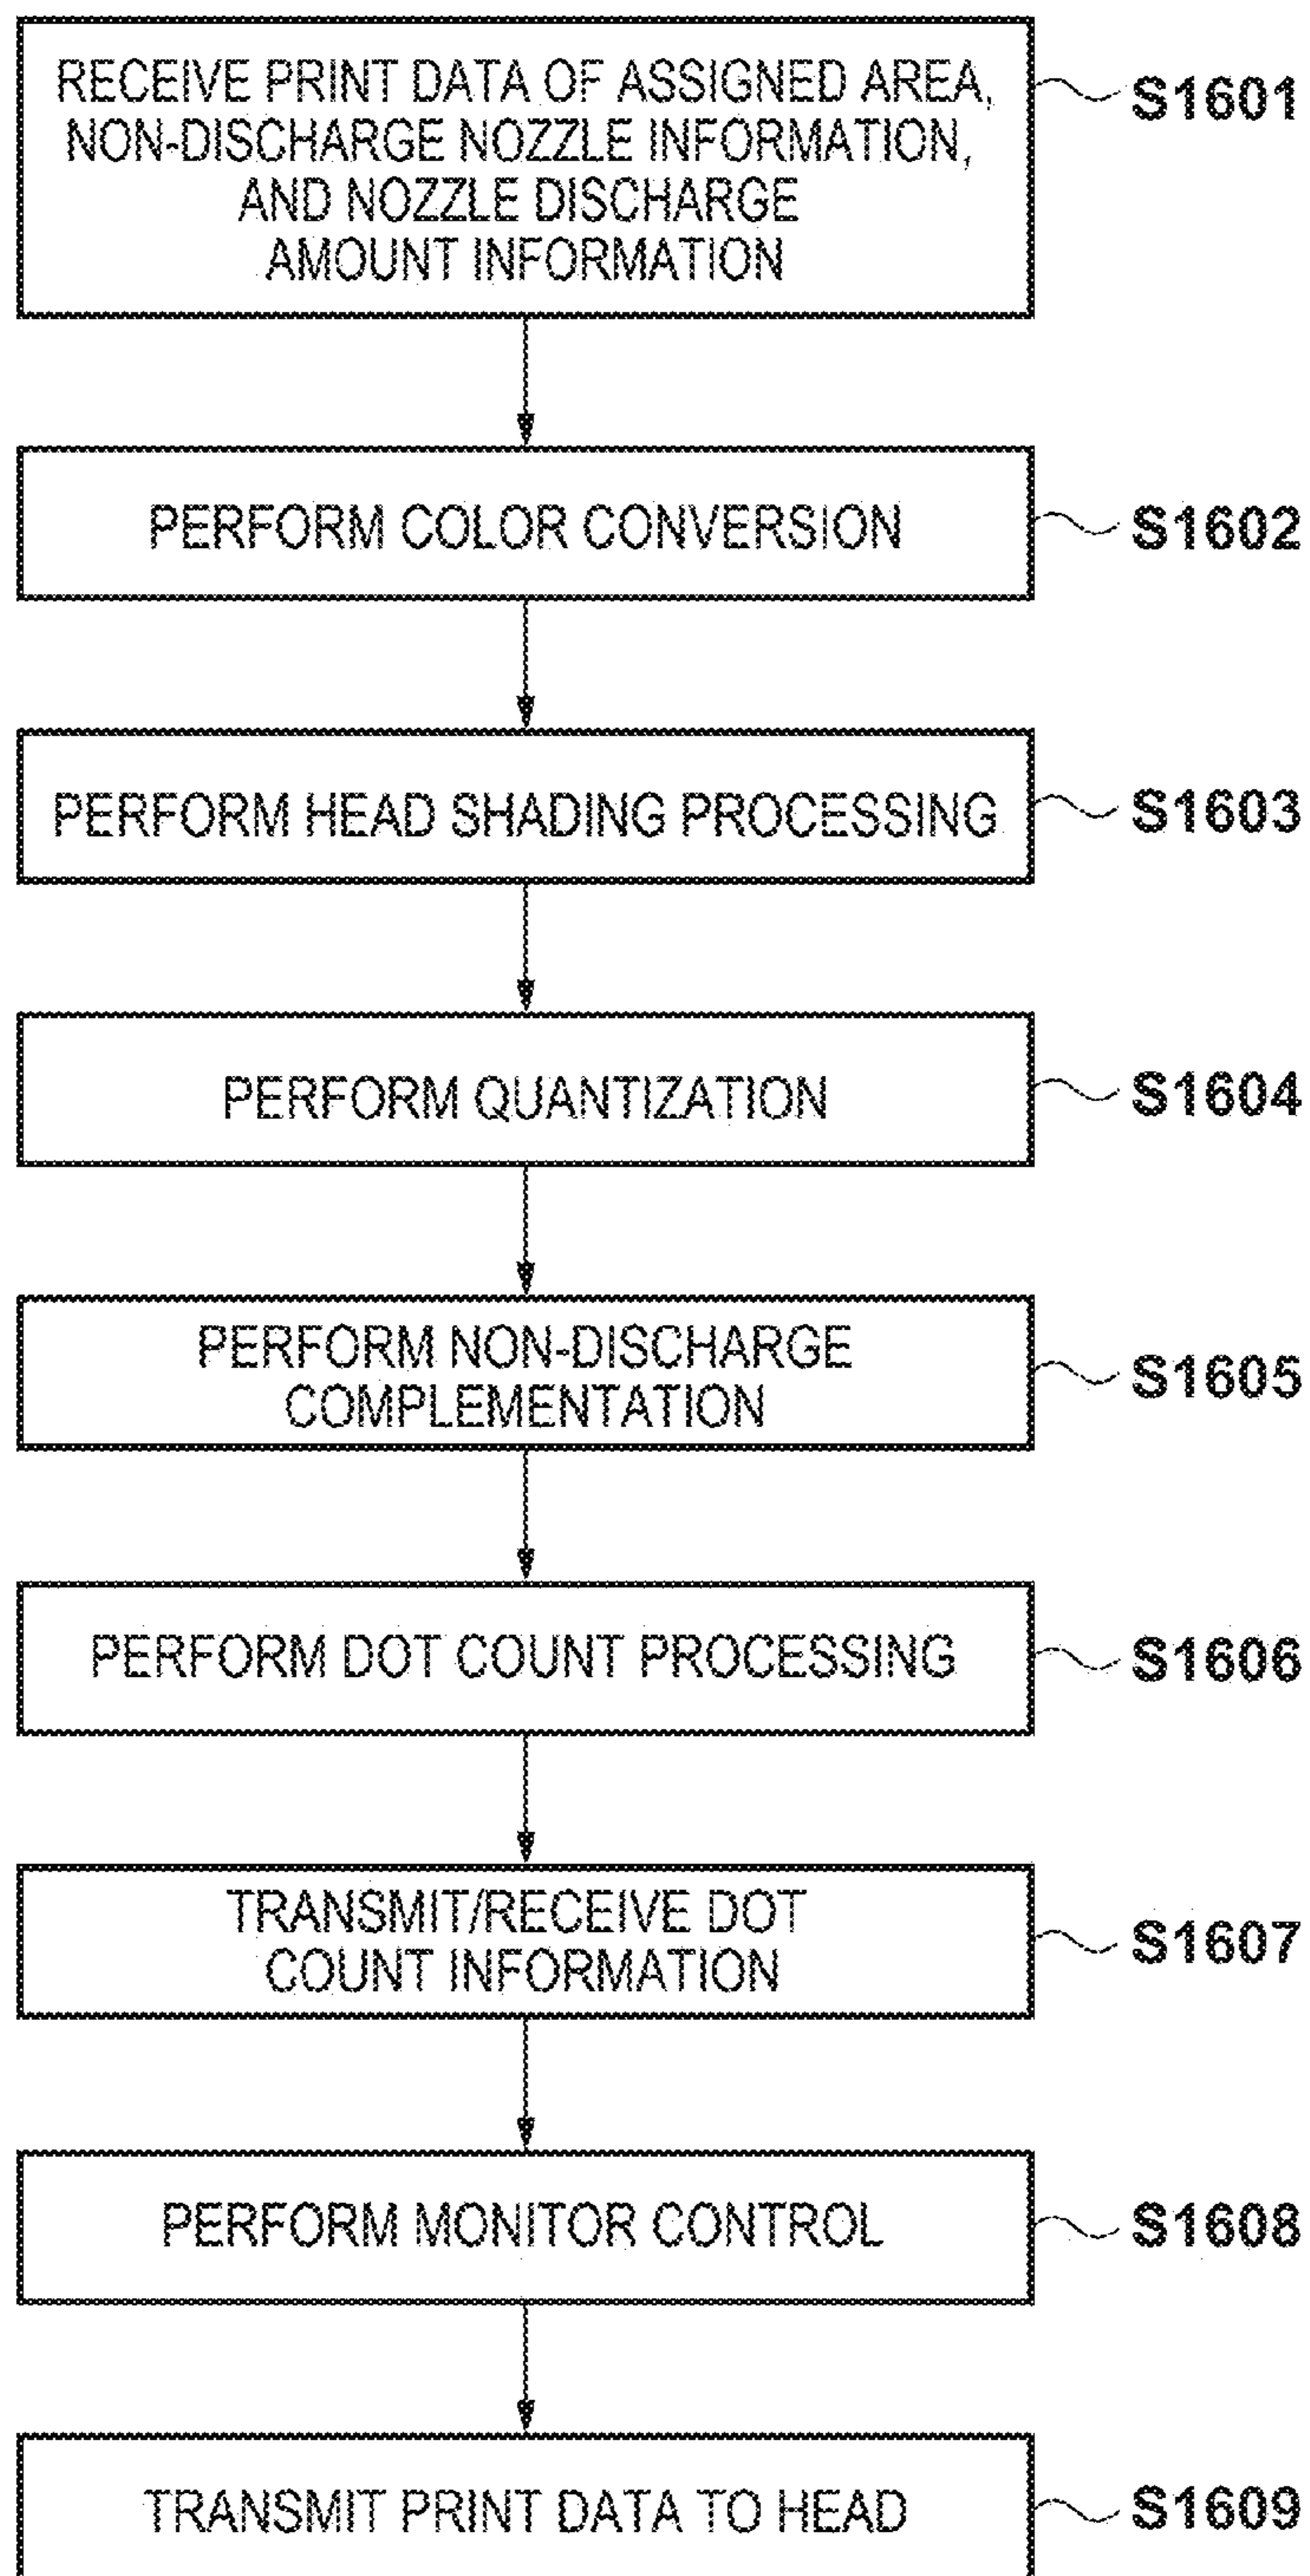 RECEIVE PRINT DATA OF ASSIGNED AREA,
NON-DISCHARGE NOZZLE INFORMATION,
AND NOZZLE DISCHARGE
AMOUNT INFORMATION
S1601
PERFORM COLOR CONVERSION
S1602
PERFORM HEAD SHADING PROCESSING
S1603
PERFORM QUANTIZATION
S1604
PERFORM NON-DISCHARGE
COMPLEMENTATION
S1605
PERFORM DOT COUNT PROCESSING
S1606
TRANSMIT/RECEIVE DOT
COUNT INFORMATION
S1607
PERFORM MONITOR CONTROL
S1608
TRANSMIT PRINT DATA TO HEAD
S1609